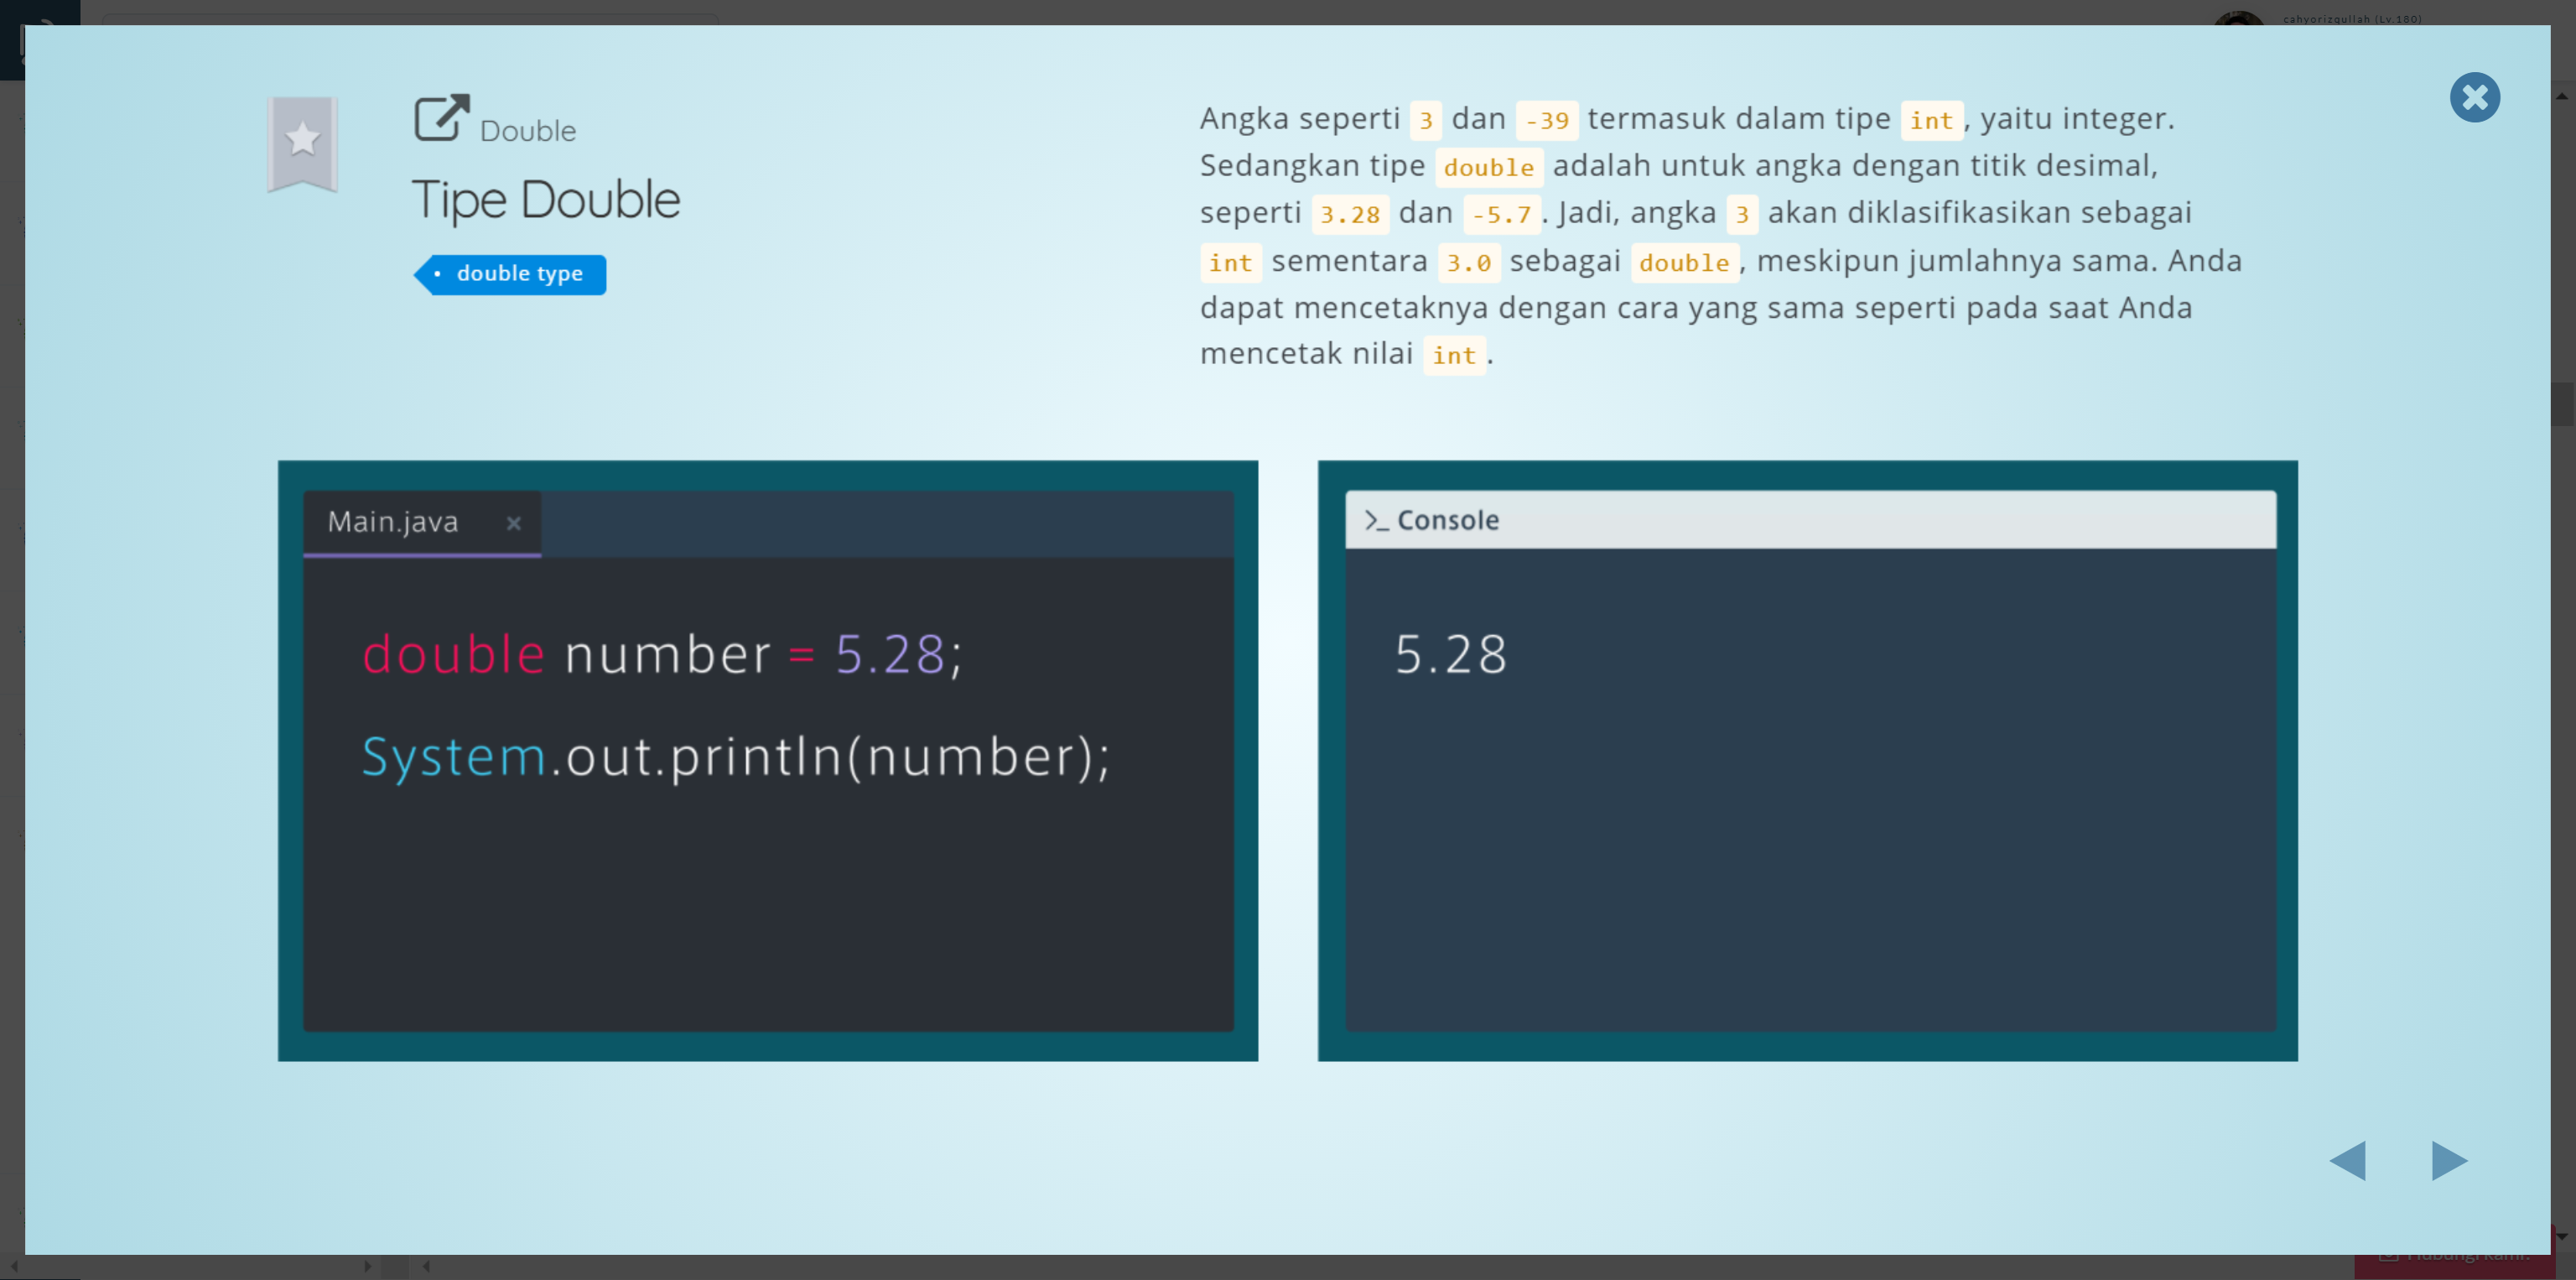 cahyorizqullah (Lv.180)
Double
Tipe Double
• double type
Angka seperti 3 dan -39 termasuk dalam tipe int, yaitu integer.
Sedangkan tipe double adalah untuk angka dengan titik desimal,
seperti 3.28 dan -5.7. Jadi, angka 3 akan diklasifikasikan sebagai
int sementara 3.0 sebagai double, meskipun jumlahnya sama. Anda
dapat mencetaknya dengan cara yang sama seperti pada saat Anda
mencetak nilai int.
Main.java ×
double number = 5.28;
System.out.println(number);
>_ Console
5.28
Hubungi kami.